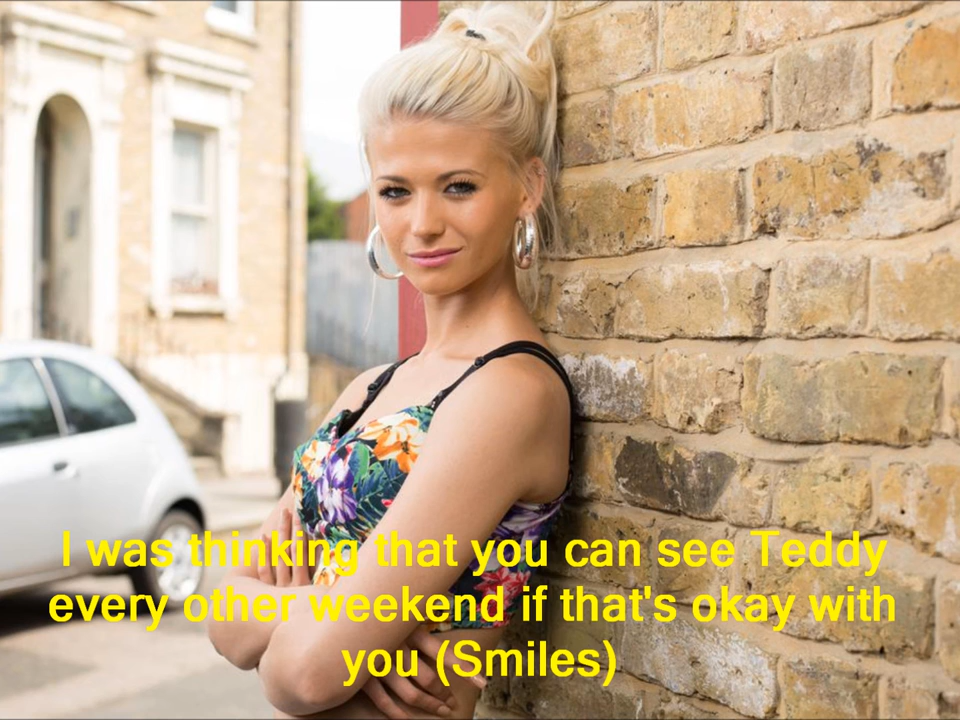 I was thinking that you can see Teddy
every other weekend if that's okay with
you (Smiles)